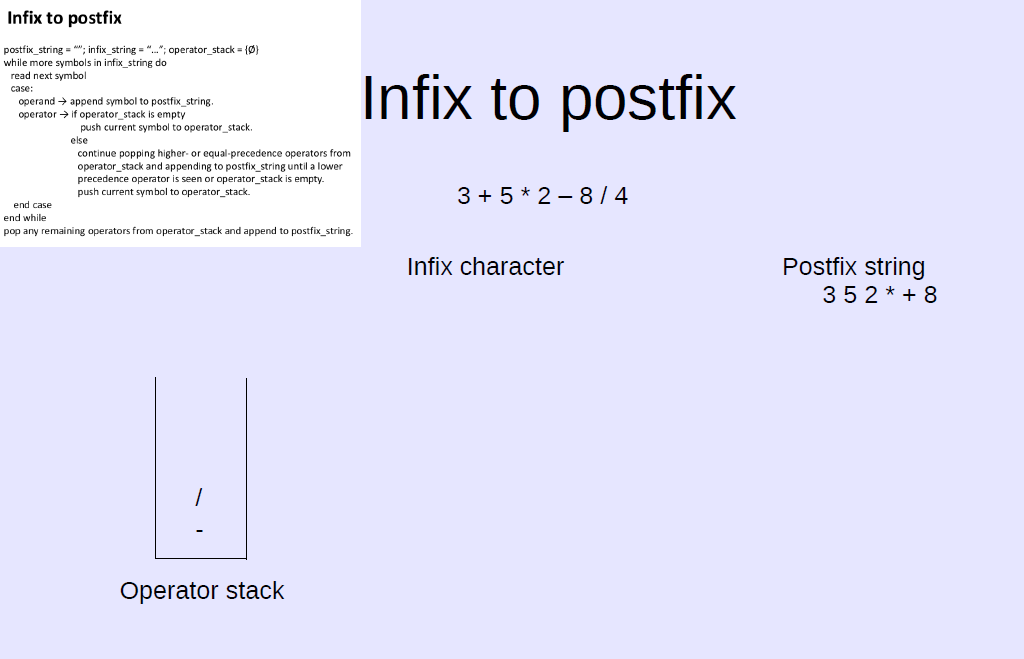 Infix to postfix
postfix_string = “”; infix_string = “...”; operator_stack = {Ø}
while more symbols in infix_string do
read next symbol
case:
operand → append symbol to postfix_string.
operator → if operator_stack is empty
push current symbol to operator_stack.
else
continue popping higher- or equal-precedence operators from
operator_stack and appending to postfix_string until a lower
precedence operator is seen or operator_stack is empty.
push current symbol to operator_stack.
end case
end while
pop any remaining operators from operator_stack and append to postfix_string.
Infix to postfix
3 + 5 * 2 – 8 / 4
Infix character
Postfix string
3 5 2 * + 8
/
-
Operator stack